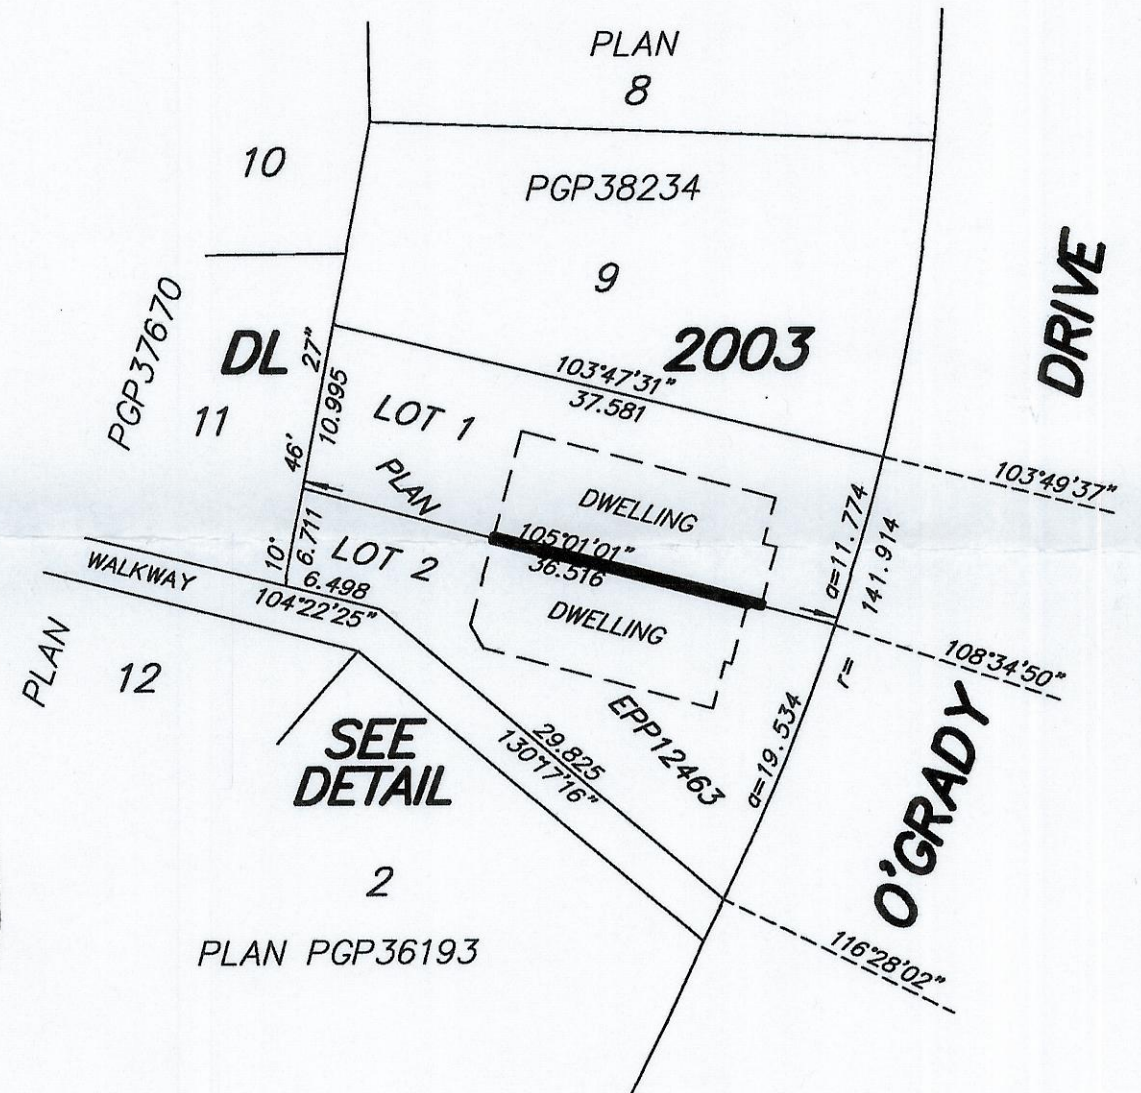 PLAN
8
10
PGP38234
9
DRIVE
PGP37670
DL
2003
27"
103°47'31"
37.581
11
10.995
LOT 1
46'
PLAN
103°49'37"
DWELLING
a=11.774
141.914
105°01'01"
36.516
6.711
LOT 2
10°
WALKWAY
6.498
104°22'25"
DWELLING
108°34'50"
r=
PLAN
12
EPP12463
a=19.534
SEE
DETAIL
29.825
130°17'16"
O'GRADY
2
116°28'02"
PLAN PGP36193